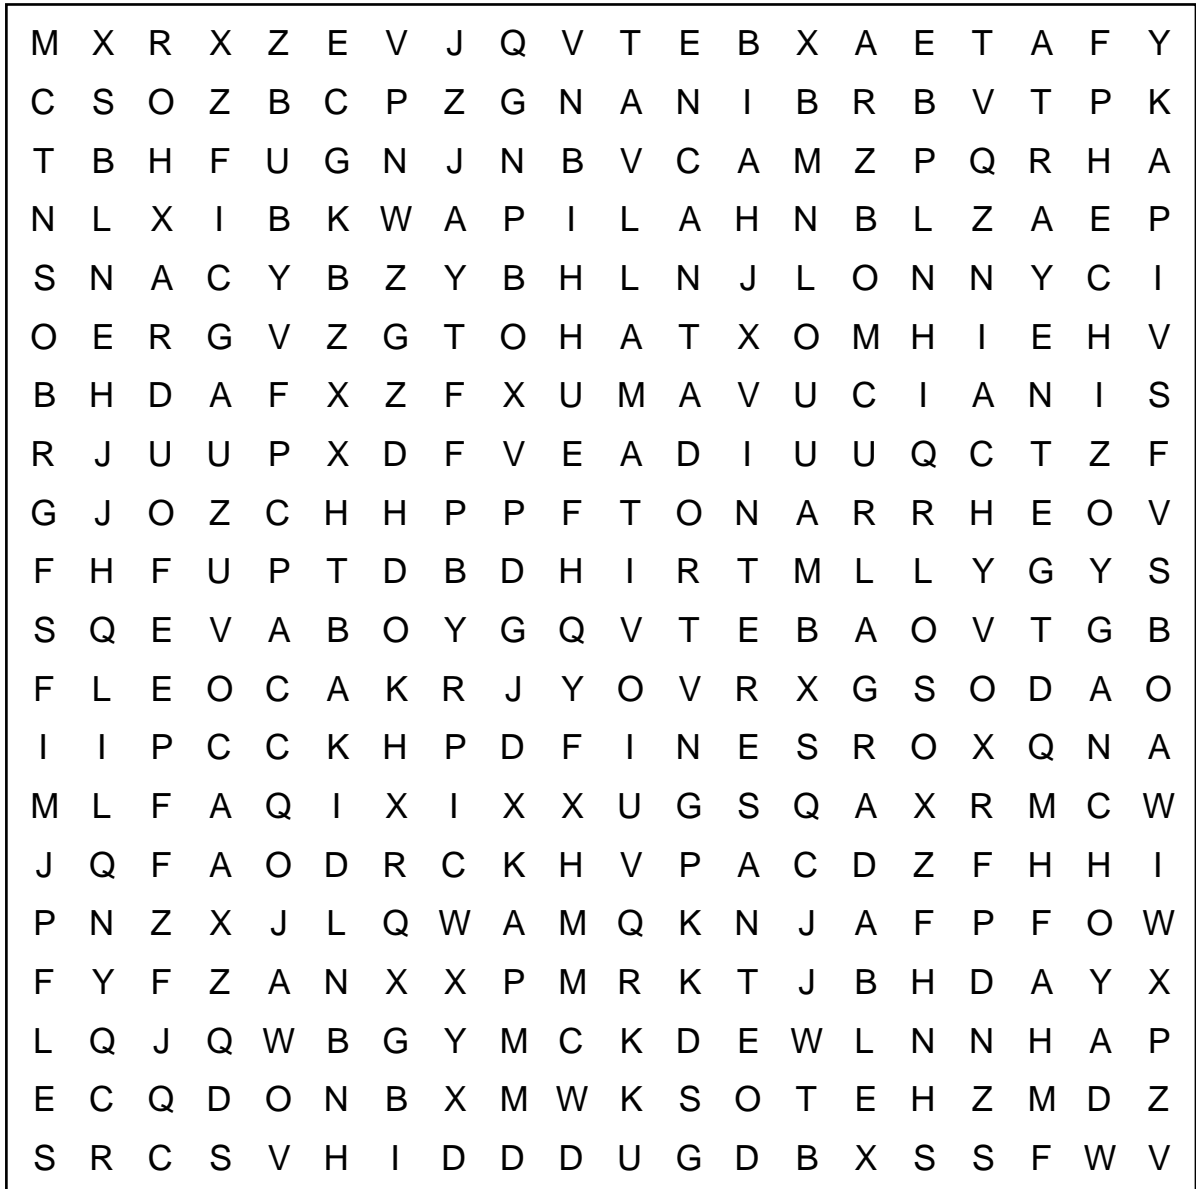 M X R X Z E V J Q V T E B X A E T A F Y
C S O Z B C P Z G N A N I B R B V T P K
T B H F U G N J N B V C A M Z P Q R H A
N L X I B K W A P I L A H N B L Z A E P
S N A C Y B Z Y B H L N J L O N N Y C I
O E R G V Z G T O H A T X O M H I E H V
B H D A F X Z F X U M A V U C I A N I S
R J U U P X D F V E A D I U U Q C T Z F
G J O Z C H H P P F T O N A R R H E O V
F H F U P T D B D H I R T M L L Y G Y S
S Q E V A B O Y G Q V T E B A O V T G B
F L E O C A K R J Y O V R X G S O D A O
I I P C C K H P D F I N E S R O X Q N A
M L F A Q I X I X X U G S Q A X R M C W
J Q F A O D R C K H V P A C D Z F H H I
P N Z X J L Q W A M Q K N J A F P F O W
F Y F Z A N X X P M R K T J B H D A Y X
L Q J Q W B G Y M C K D E W L N N H A P
E C Q D O N B X M W K S O T E H Z M D Z
S R C S V H I D D D U G D B X S S F W V